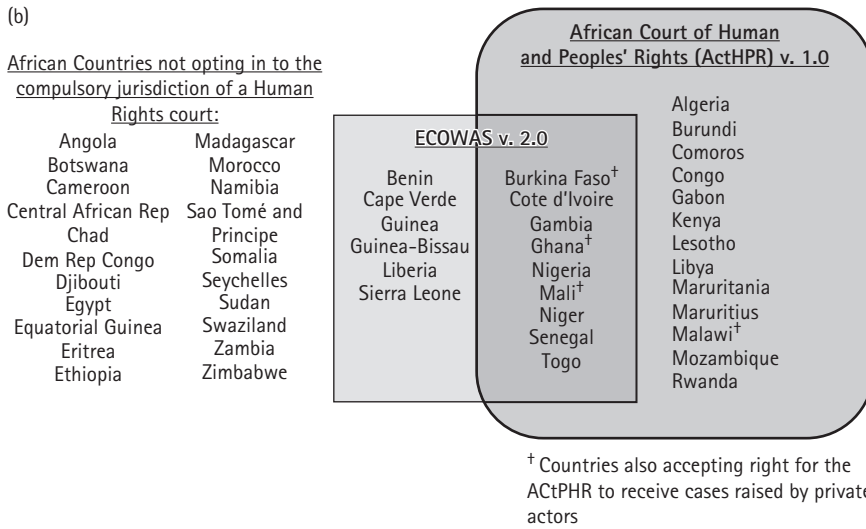 (b)
African Countries not opting in to the
compulsory jurisdiction of a Human
Rights court:
Angola
Botswana
Cameroon
Central African Rep
Chad
Dem Rep Congo
Djibouti
Egypt
Equatorial Guinea
Eritrea
Ethiopia
Madagascar
Morocco
Namibia
Sao Tomé and
Principe
Somalia
Seychelles
Sudan
Swaziland
Zambia
Zimbabwe
ECOWAS v. 2.0
Benin
Cape Verde
Guinea
Guinea-Bissau
Liberia
Sierra Leone
Burkina Faso†
Cote d'Ivoire
Gambia
Ghana†
Nigeria
Mali†
Niger
Senegal
Togo
African Court of Human
and Peoples' Rights (ActHPR) v. 1.0
Algeria
Burundi
Comoros
Congo
Gabon
Kenya
Lesotho
Libya
Maruritania
Maruritius
Malawi†
Mozambique
Rwanda
† Countries also accepting right for the
ACtPHR to receive cases raised by private
actors